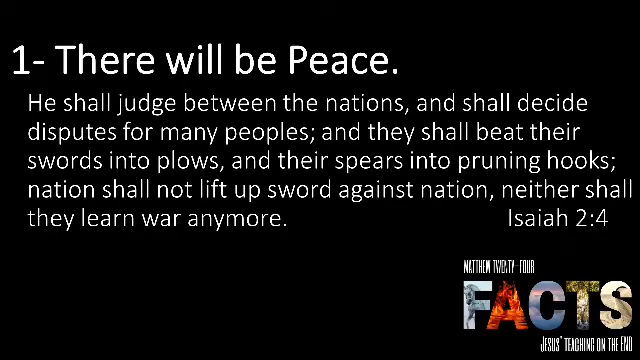 1- There will be Peace.
He shall judge between the nations, and shall decide
disputes for many peoples; and they shall beat their
swords into plows, and their spears into pruning hooks;
nation shall not lift up sword against nation, neither shall
they learn war anymore. Isaiah 2:4
MATTHEW TWENTY-FOUR
FACTS
JESUS' TEACHING ON THE END